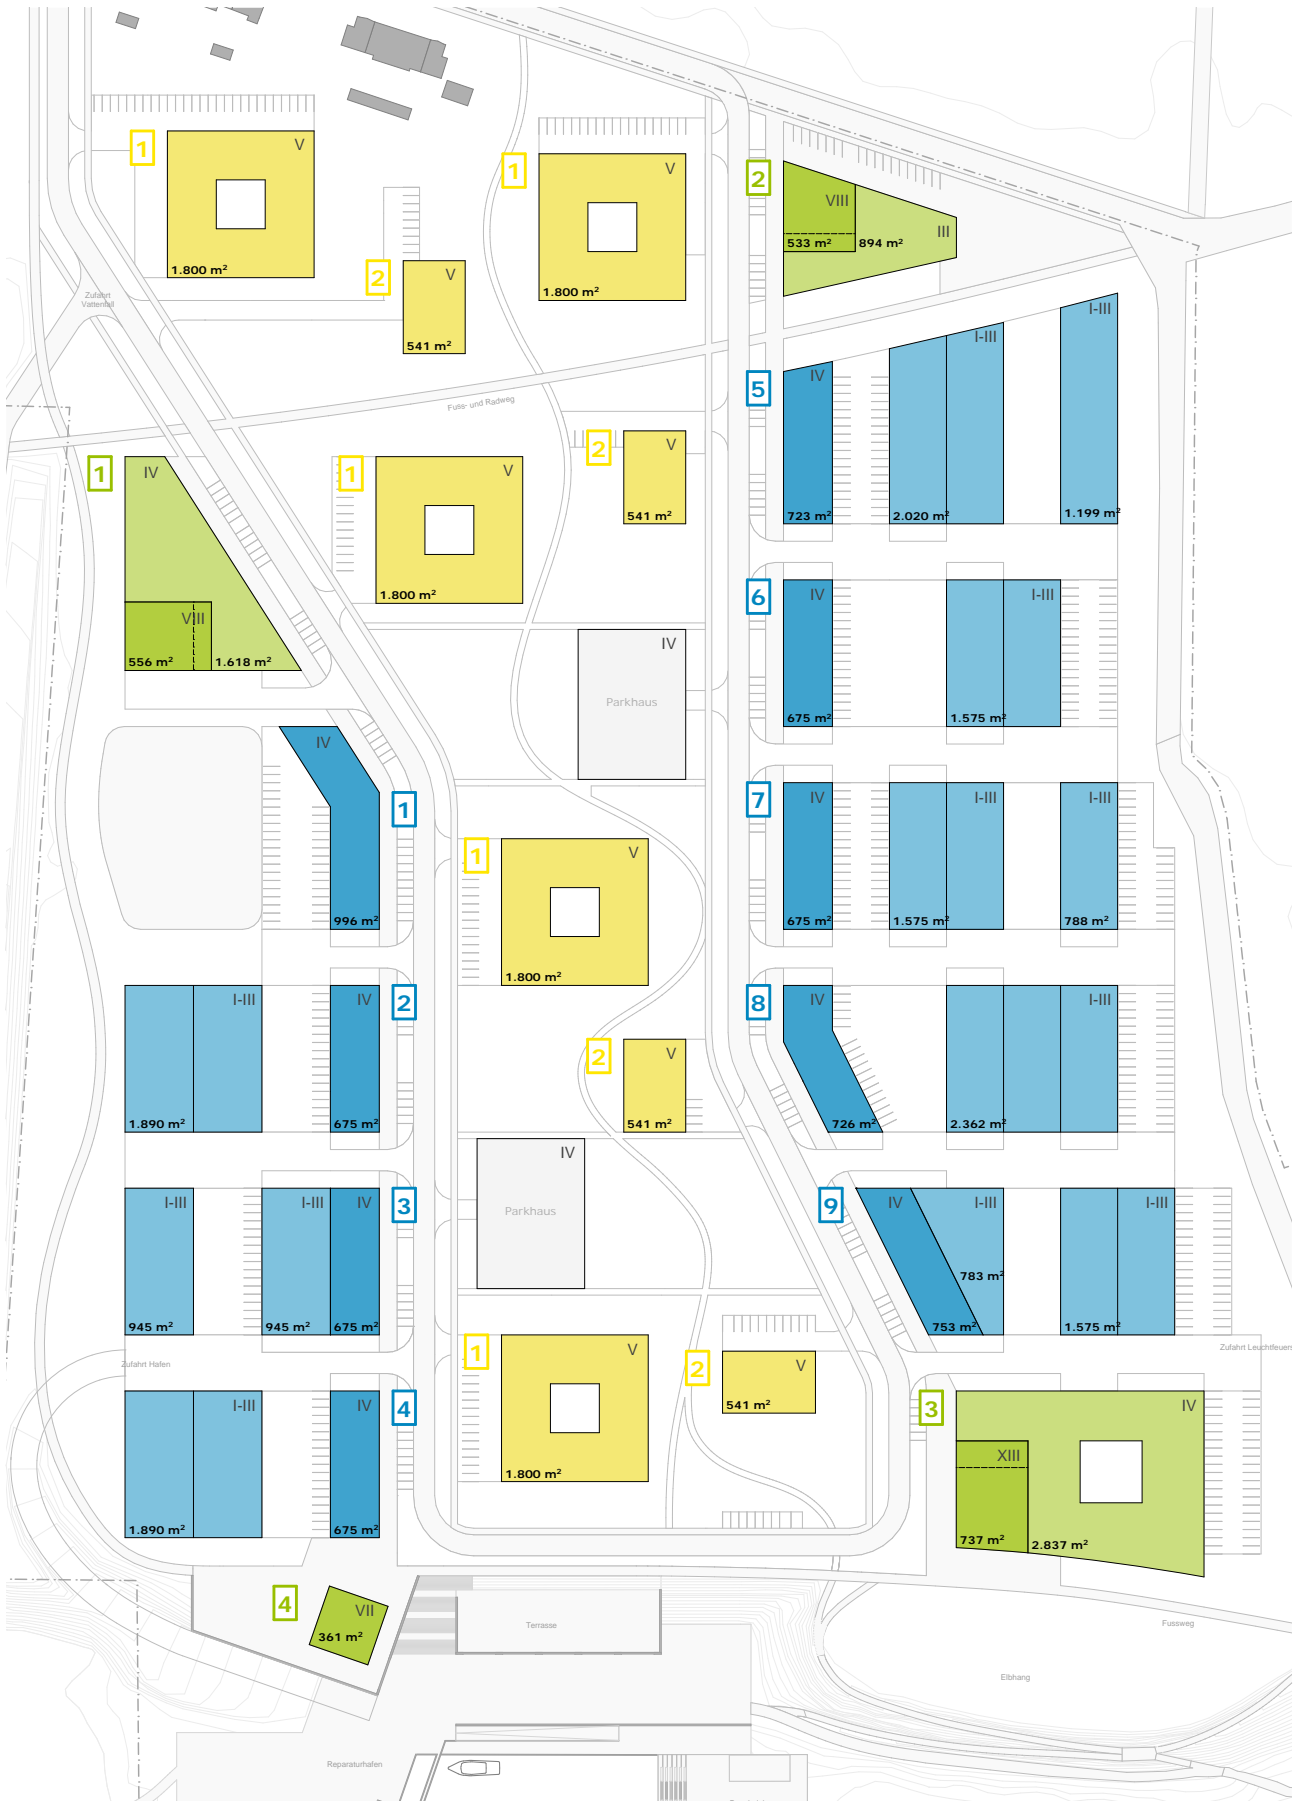 1
V
1.800 m²
1
V
1.800 m²
2
VIII
III
533 m²
894 m²
2
V
541 m²
Zufahrt
Vattenfall
Fuss- und Radweg
5
IV
723 m²
I-III
2.020 m²
I-III
1.199 m²
1
IV
VIII
556 m²
1.618 m²
1
V
1.800 m²
2
V
541 m²
6
IV
675 m²
I-III
1.575 m²
IV
Parkhaus
1
IV
996 m²
7
IV
675 m²
I-III
1.575 m²
I-III
788 m²
1
V
1.800 m²
2
I-III
1.890 m²
IV
675 m²
2
V
541 m²
8
IV
726 m²
I-III
2.362 m²
3
I-III
945 m²
I-III
945 m²
IV
675 m²
IV
Parkhaus
9
IV
753 m²
I-III
783 m²
I-III
1.575 m²
Zufahrt Hafen
Zufahrt Leuchtfeuer
4
I-III
1.890 m²
IV
675 m²
1
V
1.800 m²
2
V
541 m²
3
IV
XIII
737 m²
2.837 m²
4
VII
361 m²
Terrasse
Fussweg
Elbhang
Reparaturhafen